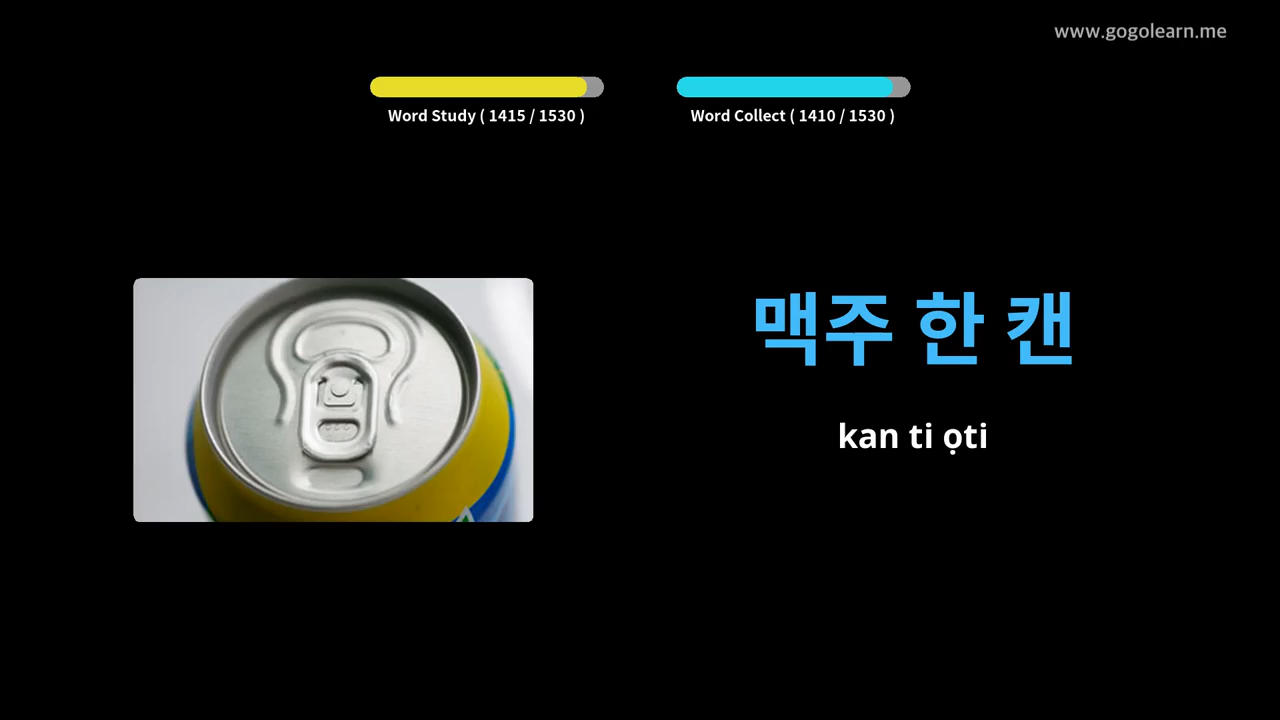 www.gogolearn.me
Word Study ( 1415 / 1530 )
Word Collect ( 1410 / 1530 )
맥주 한 캔
kan ti ọti